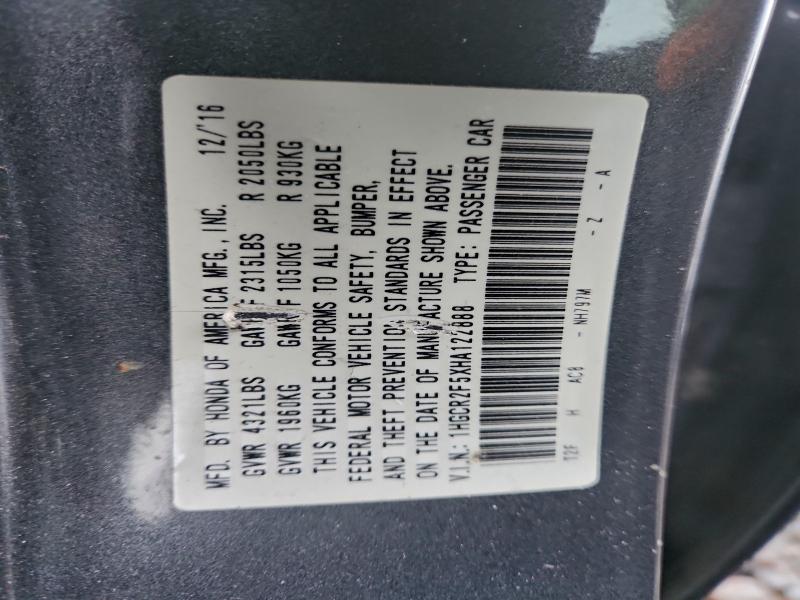 MFD. BY HONDA OF AMERICA MFG., INC. 12/'16
GVWR 4321LBS F 2315LBS R 2050LBS
GVWR 1960KG F 1050KG R 930KG
THIS VEHICLE CONFORMS TO ALL APPLICABLE
FEDERAL MOTOR VEHICLE SAFETY, BUMPER,
AND THEFT PREVENTION STANDARDS IN EFFECT
ON THE DATE OF MANUFACTURE SHOWN ABOVE.
V.I.N.: 1HGCR2F5XHA122888 TYPE: PASSENGER CAR
T2F H AC8 - NH797M - Z - A